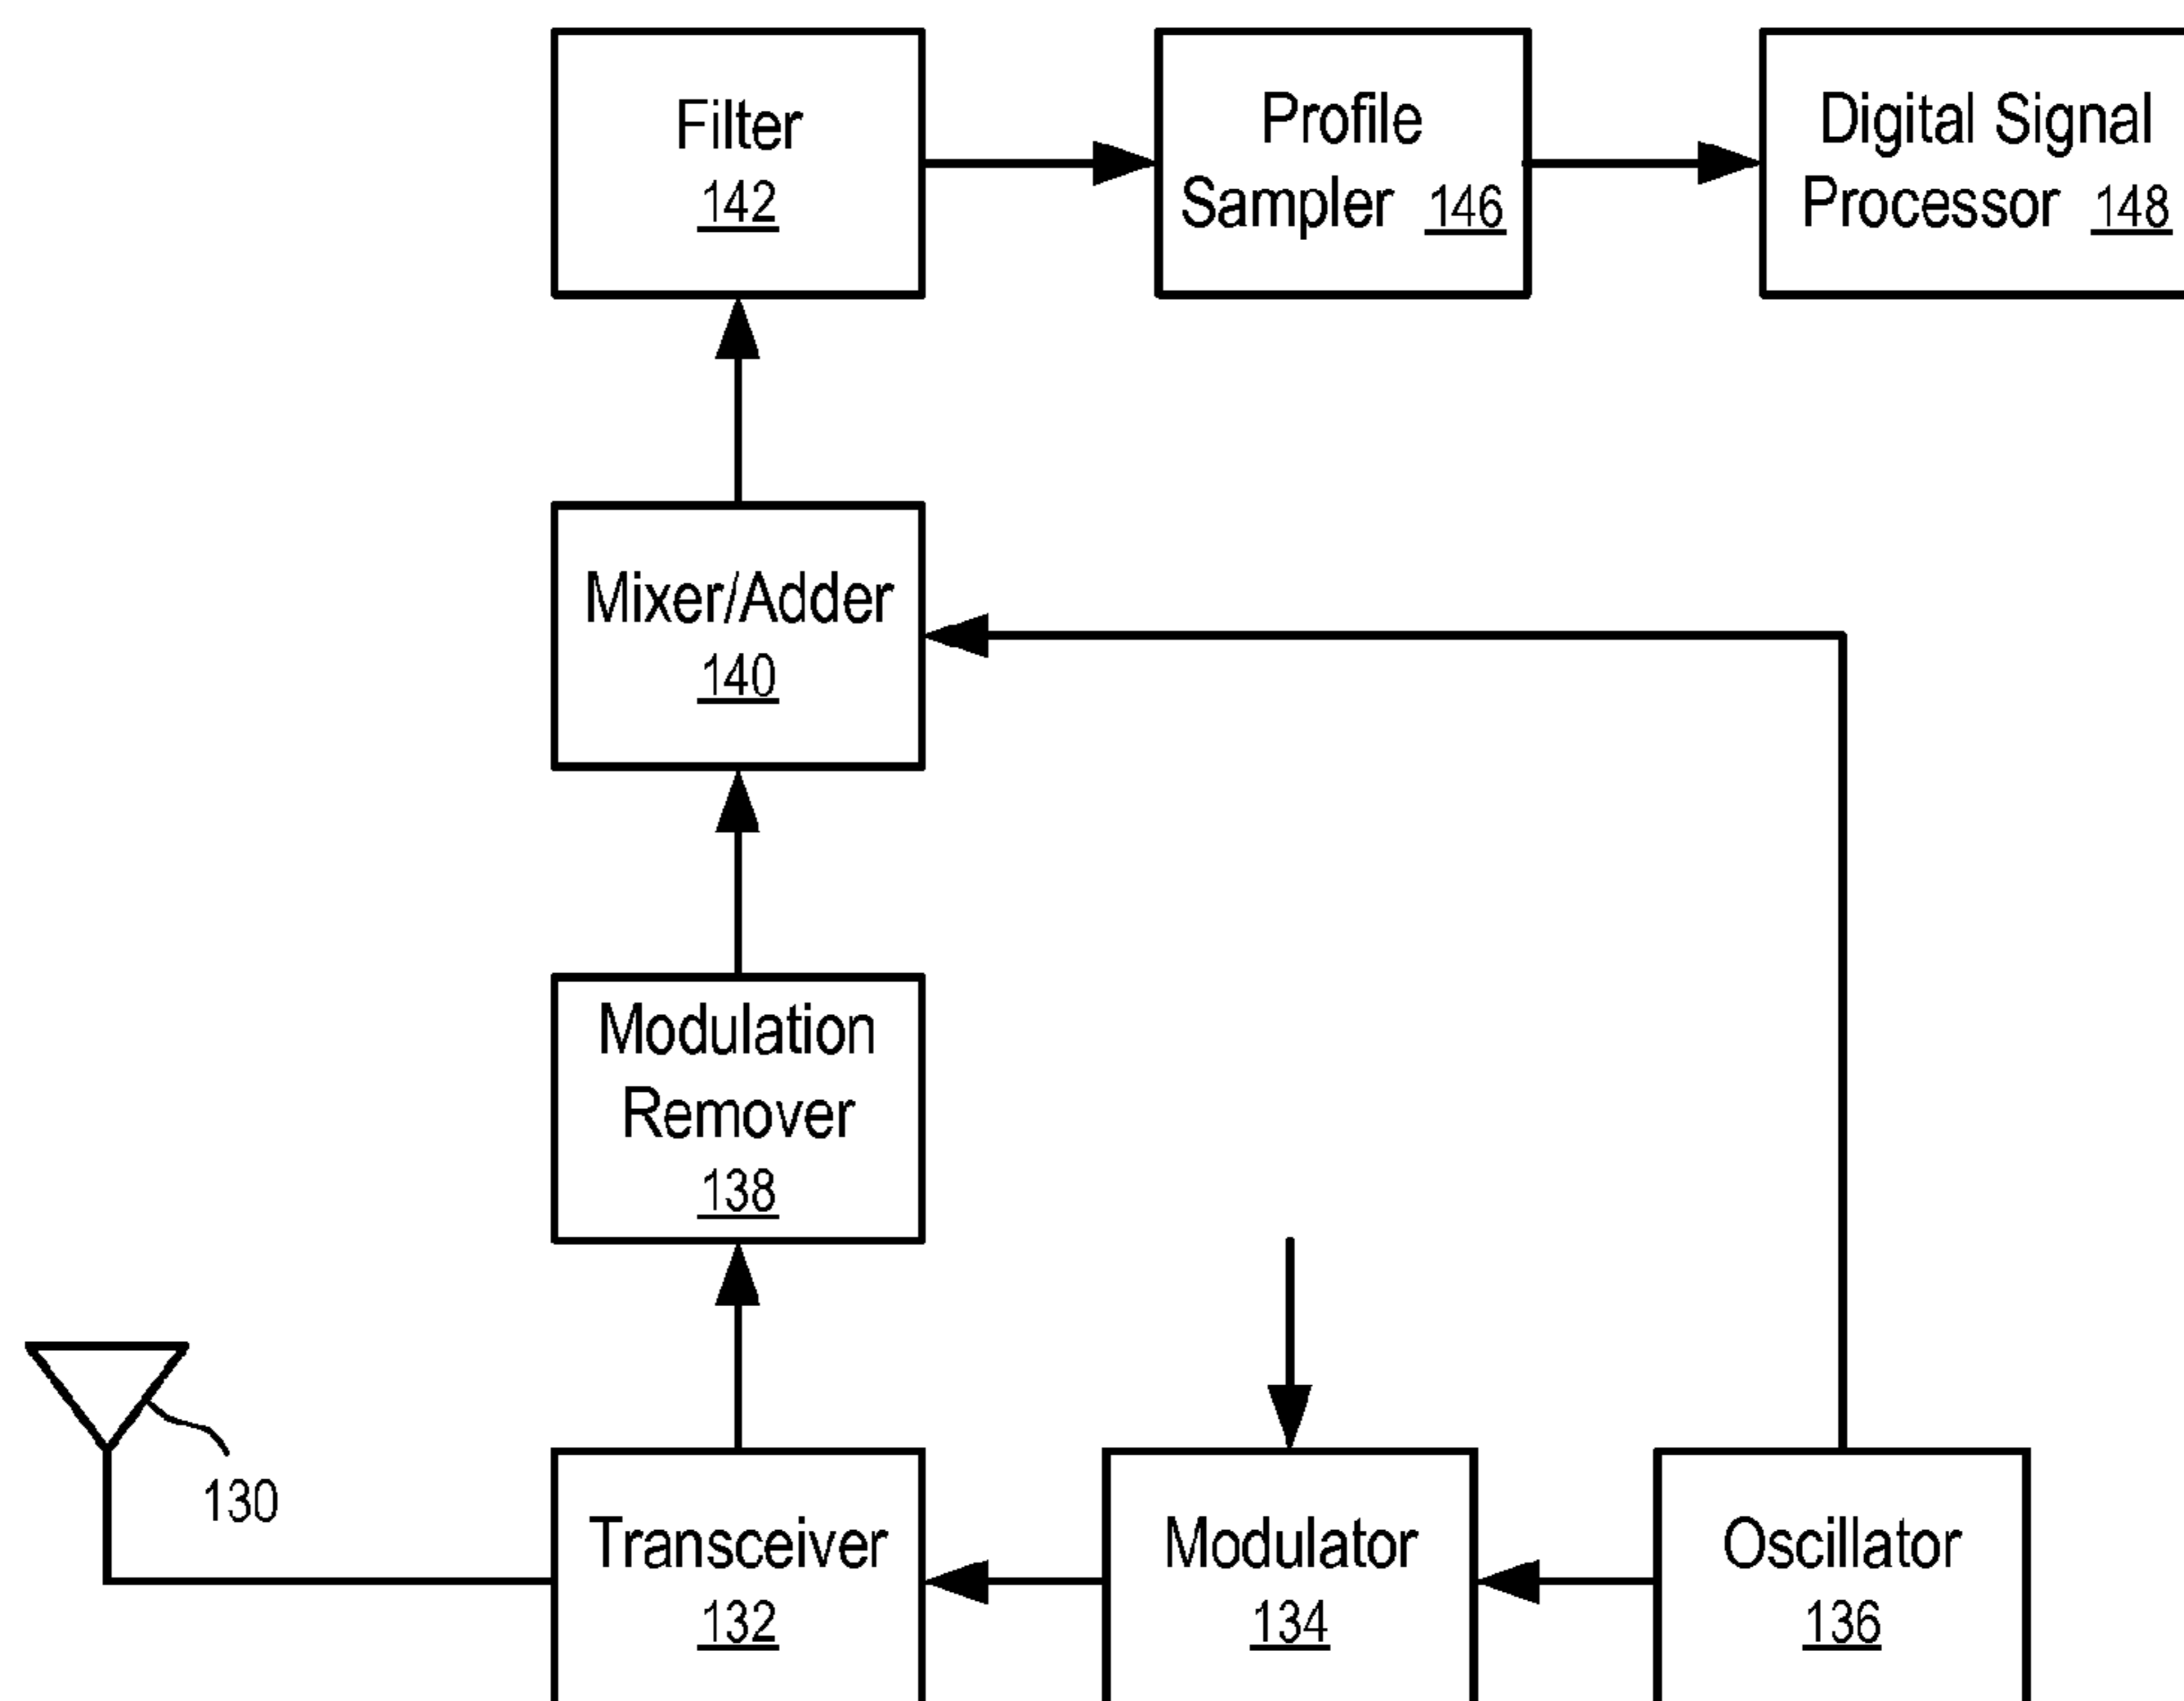 Filter
142
Profile
Sampler 146
Digital Signal
Processor 148
Mixer/Adder
140
Modulation
Remover
138
130
Transceiver
132
Modulator
134
Oscillator
136